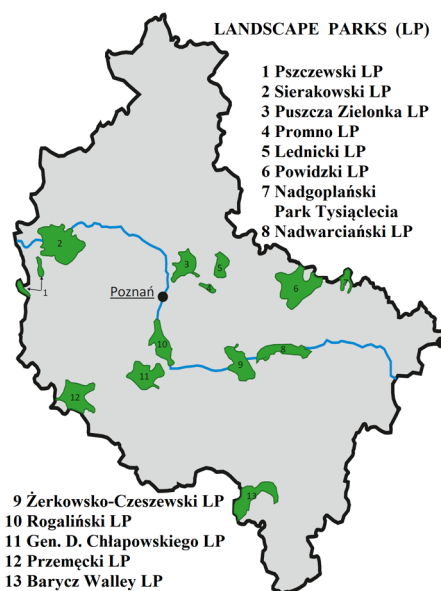 LANDSCAPE PARKS (LP)
1 Pszczewski LP
2 Sierakowski LP
3 Puszcza Zielonka LP
4 Promno LP
5 Lednicki LP
6 Powidzki LP
7 Nadgoplański
Park Tysiąclecia
8 Nadwarciański LP
2
3
5
4
6
7
1
Poznań
10
9
8
11
12
13
9 Żerkowsko-Czeszewski LP
10 Rogaliński LP
11 Gen. D. Chłapowskiego LP
12 Przemęcki LP
13 Barycz Walley LP